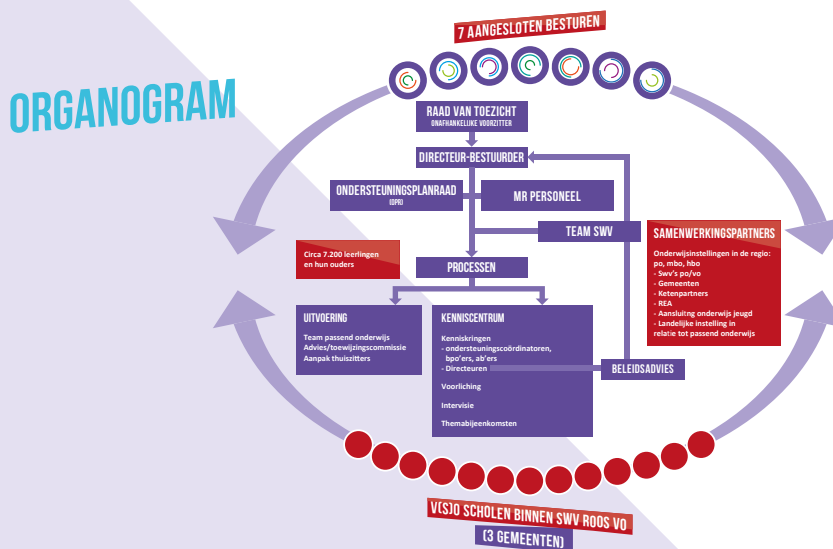 7 AANGESLOTEN BESTUREN
ORGANOGRAM
RAAD VAN TOEZICHT
ONAFHANKELIJKE VOORZITTER
DIRECTEUR-BESTUURDER
ONDERSTEUNINGSPLANRAAD
(OPR)
MR PERSONEEL
TEAM SWV
SAMENWERKINGSPARTNERS
Onderwijsinstellingen in de regio:
po, mbo, hbo
- Swv's po/vo
- Gemeenten
- Ketenpartners
- REA
- Aansluitng onderwijs jeugd
- Landelijke instelling in
relatie tot passend onderwijs
Circa 7.200 leerlingen
en hun ouders
PROCESSEN
UITVOERING
Team passend onderwijs
Advies/toewijzingscommissie
Aanpak thuiszitters
KENNISCENTRUM
Kenniskringen
- ondersteuningscoördinatoren,
bpo'ers, ab'ers
- Directeuren
Voorliching
Intervisie
Themabijeenkomsten
BELEIDSADVIES
V(S)O SCHOLEN BINNEN SWV ROOS VO
(3 GEMEENTEN)